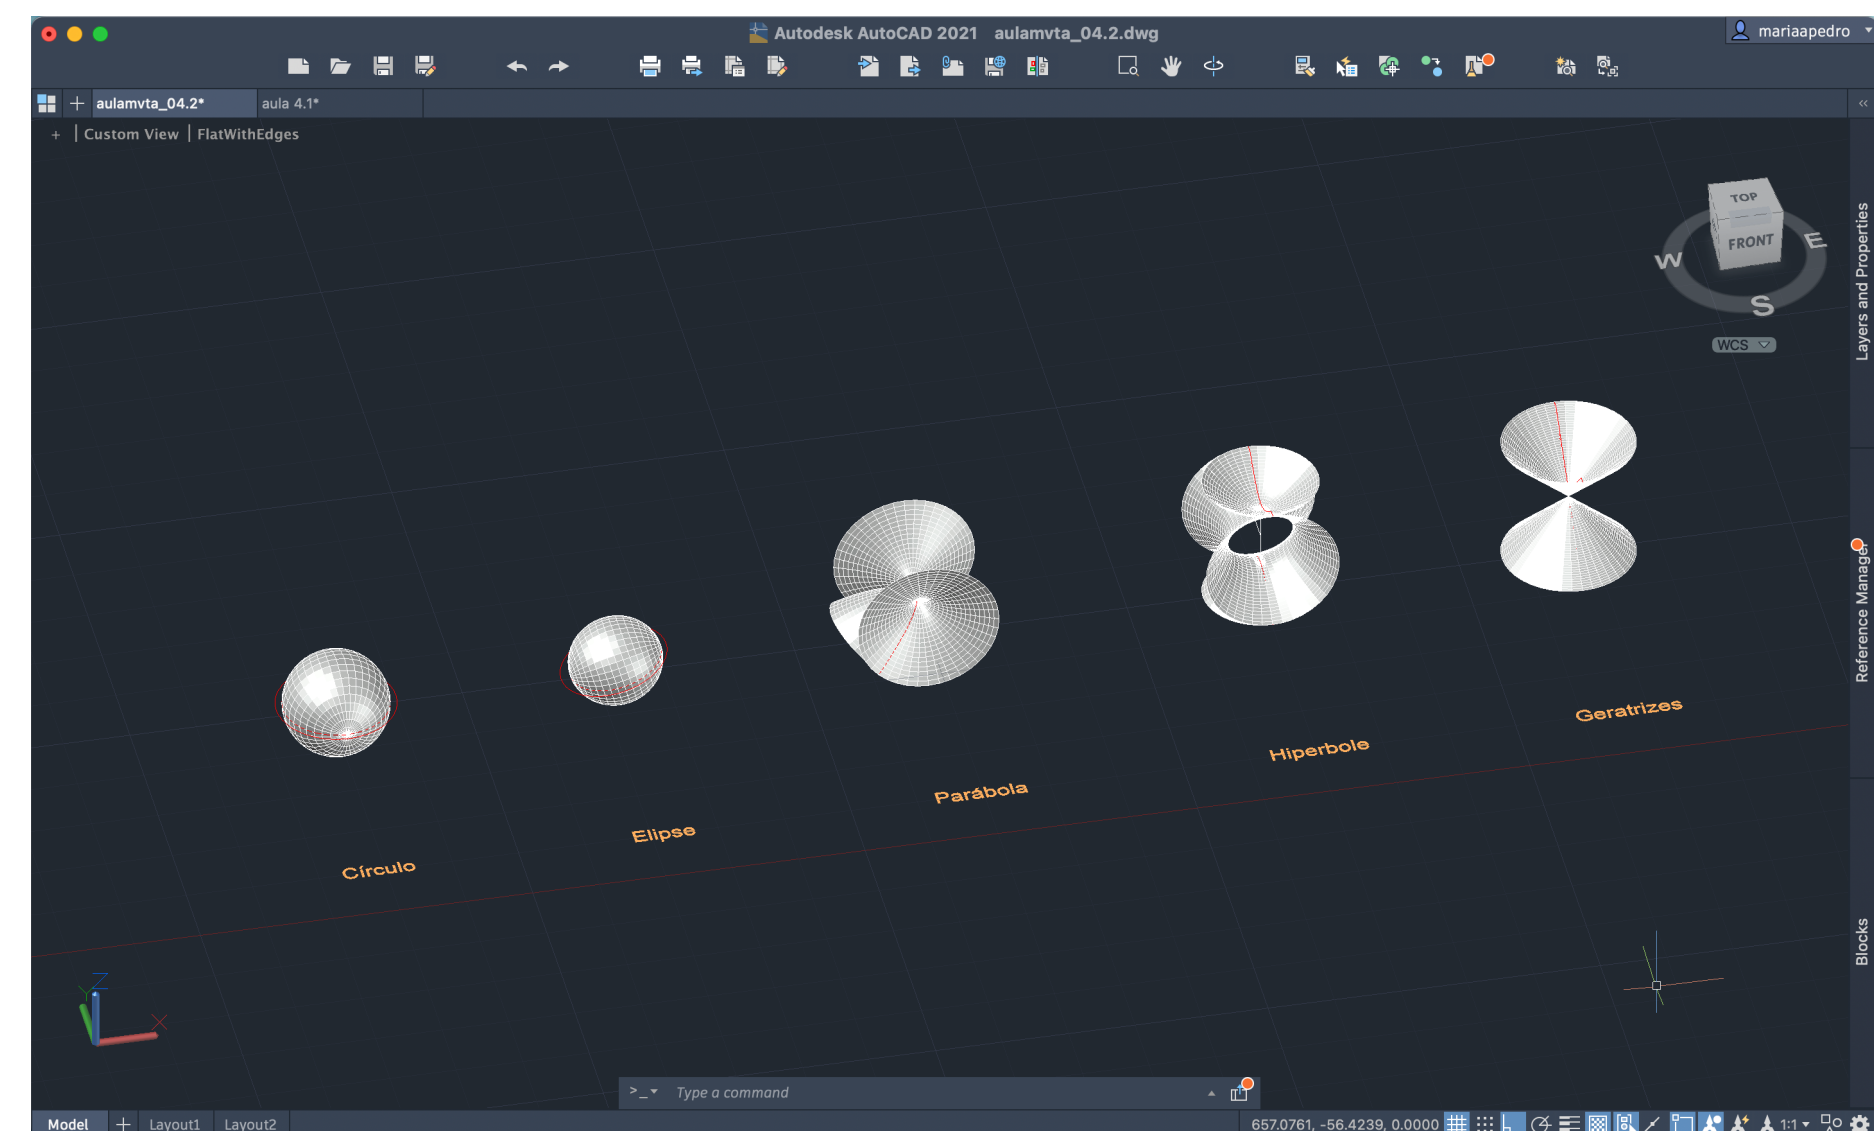 Autodesk AutoCAD 2021 aulamvta_04.2.dwg
mariaapedro
aulamvta_04.2*
aula 4.1*
+ | Custom View | FlatWithEdges
TOP
FRONT
W
E
S
WCS
Layers and Properties
Reference Manager
Blocks
Geratrizes
Hiperbole
Parábola
Elipse
Círculo
Z
Y
X
>_ Type a command
Model
Layout1
Layout2
657.0761, -56.4239, 0.0000
1:1